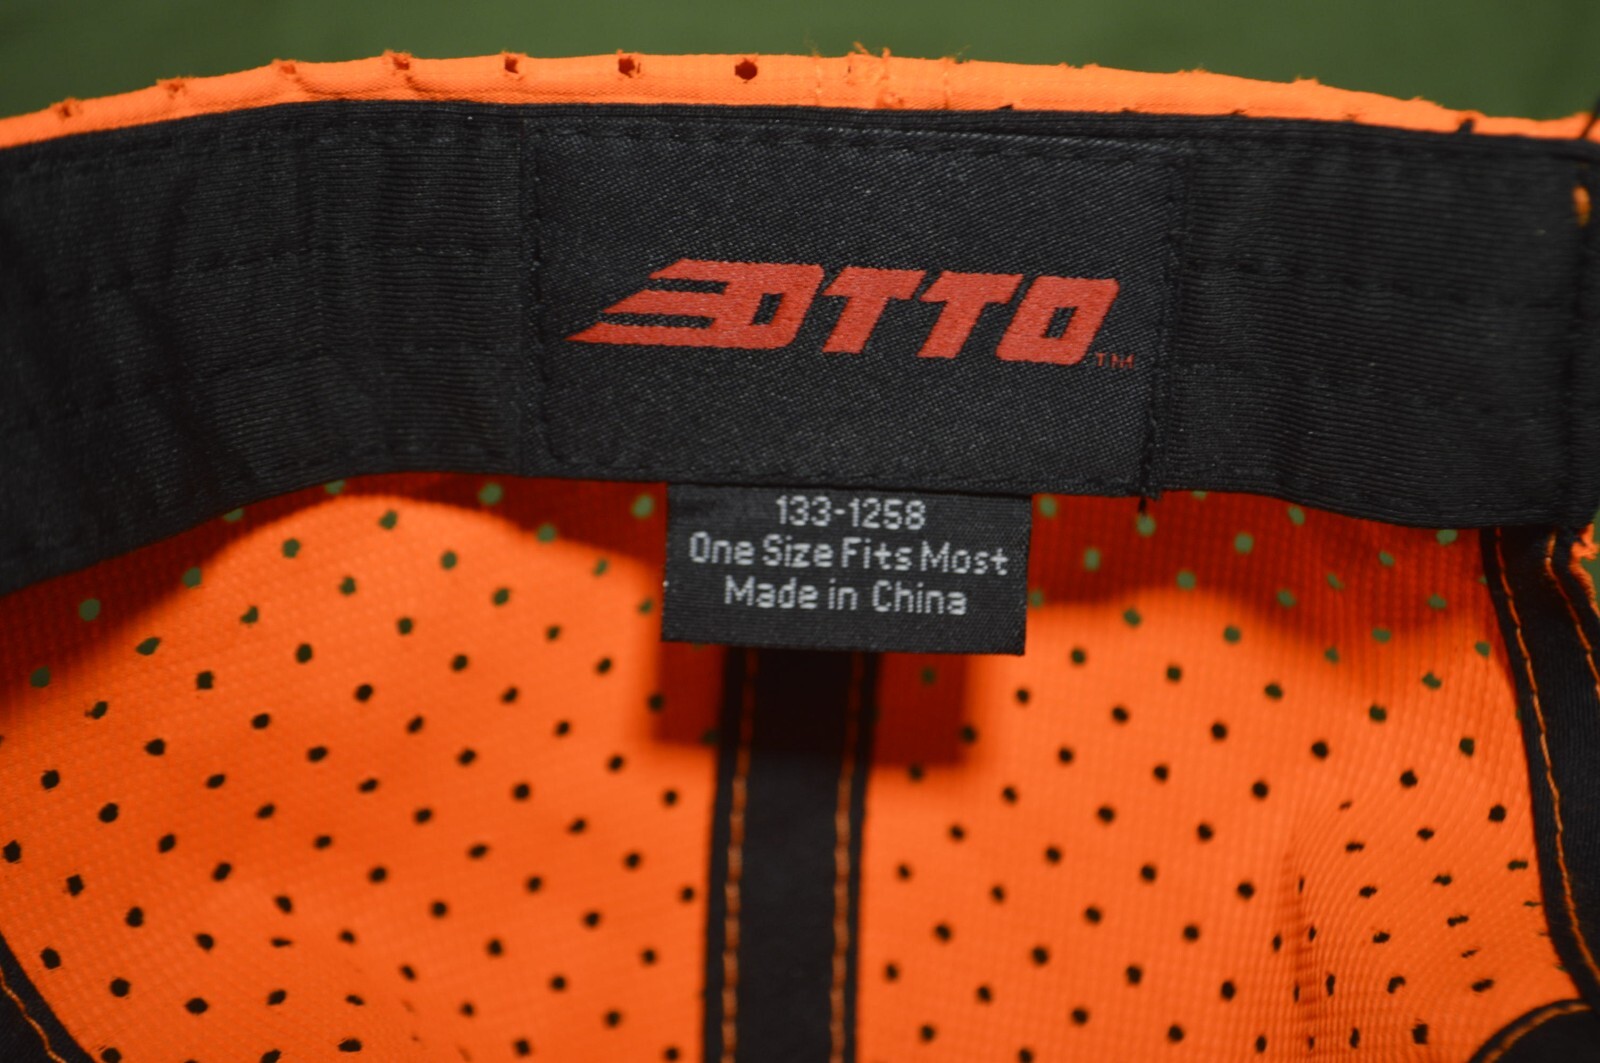 OTTO™
133-1258
One Size Fits Most
Made in China